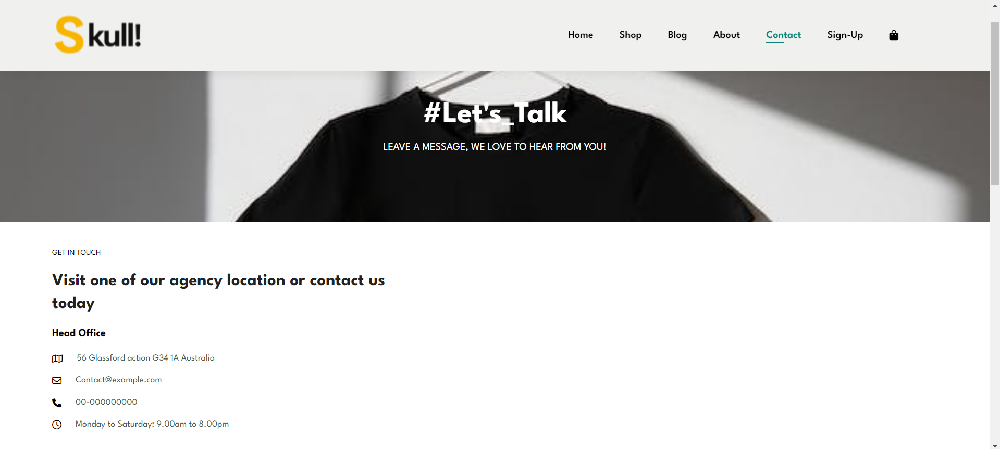 Skull!
Home Shop Blog About Contact Sign-Up
#Let's_Talk
LEAVE A MESSAGE, WE LOVE TO HEAR FROM YOU!
GET IN TOUCH
Visit one of our agency location or contact us
today
Head Office
56 Glassford action G34 1A Australia
Contact@example.com
00-000000000
Monday to Saturday: 9.00am to 8.00pm